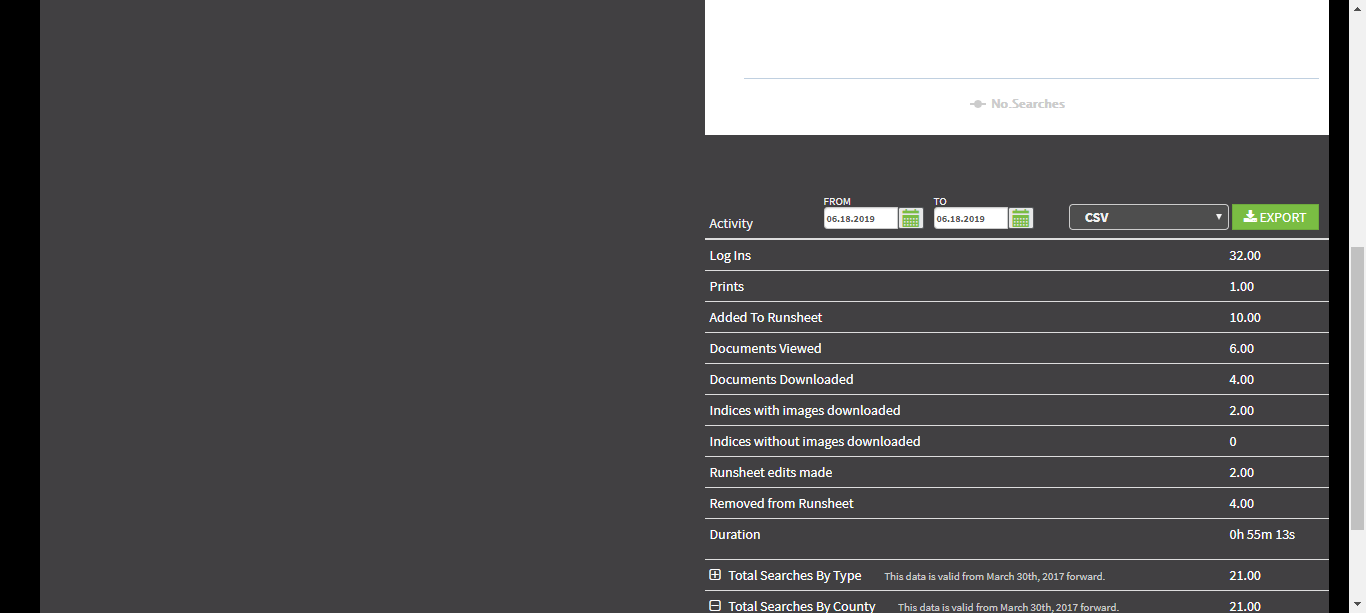 No.Searches
FROM TO
06.18.2019 06.18.2019
Activity CSV EXPORT
Log Ins 32.00
Prints 1.00
Added To Runsheet 10.00
Documents Viewed 6.00
Documents Downloaded 4.00
Indices with images downloaded 2.00
Indices without images downloaded 0
Runsheet edits made 2.00
Removed from Runsheet 4.00
Duration 0h 55m 13s
Total Searches By Type This data is valid from March 30th, 2017 forward. 21.00
Total Searches By County This data is valid from March 30th, 2017 forward. 21.00